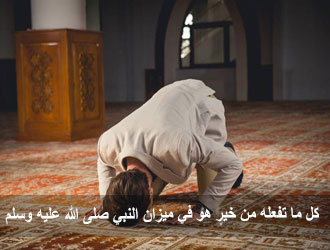 كل ما تفعله من خيرٍ هو في ميزان النبي صلى الله عليه وسلم